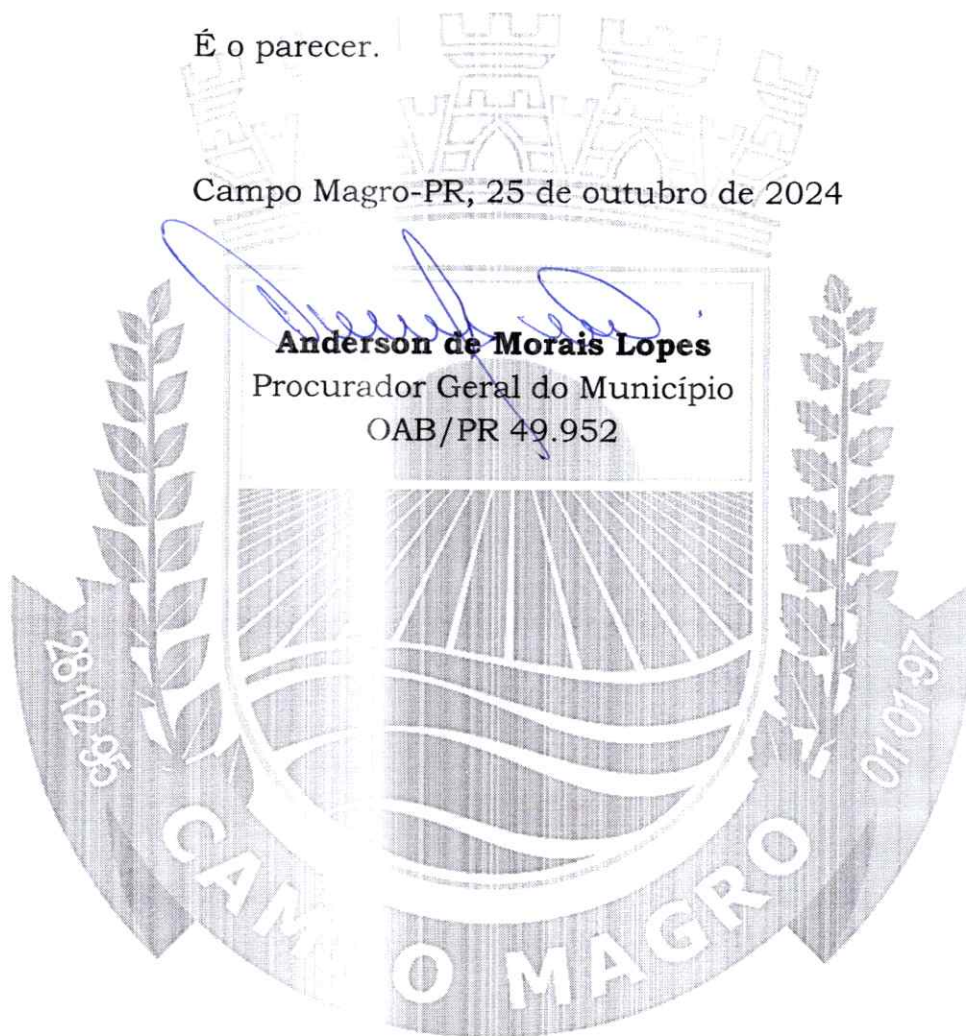 É o parecer.
Campo Magro-PR, 25 de outubro de 2024
Anderson de Morais Lopes
Procurador Geral do Município
OAB/PR 49.952
28 12 95
01 01 97
CAMPO MAGRO